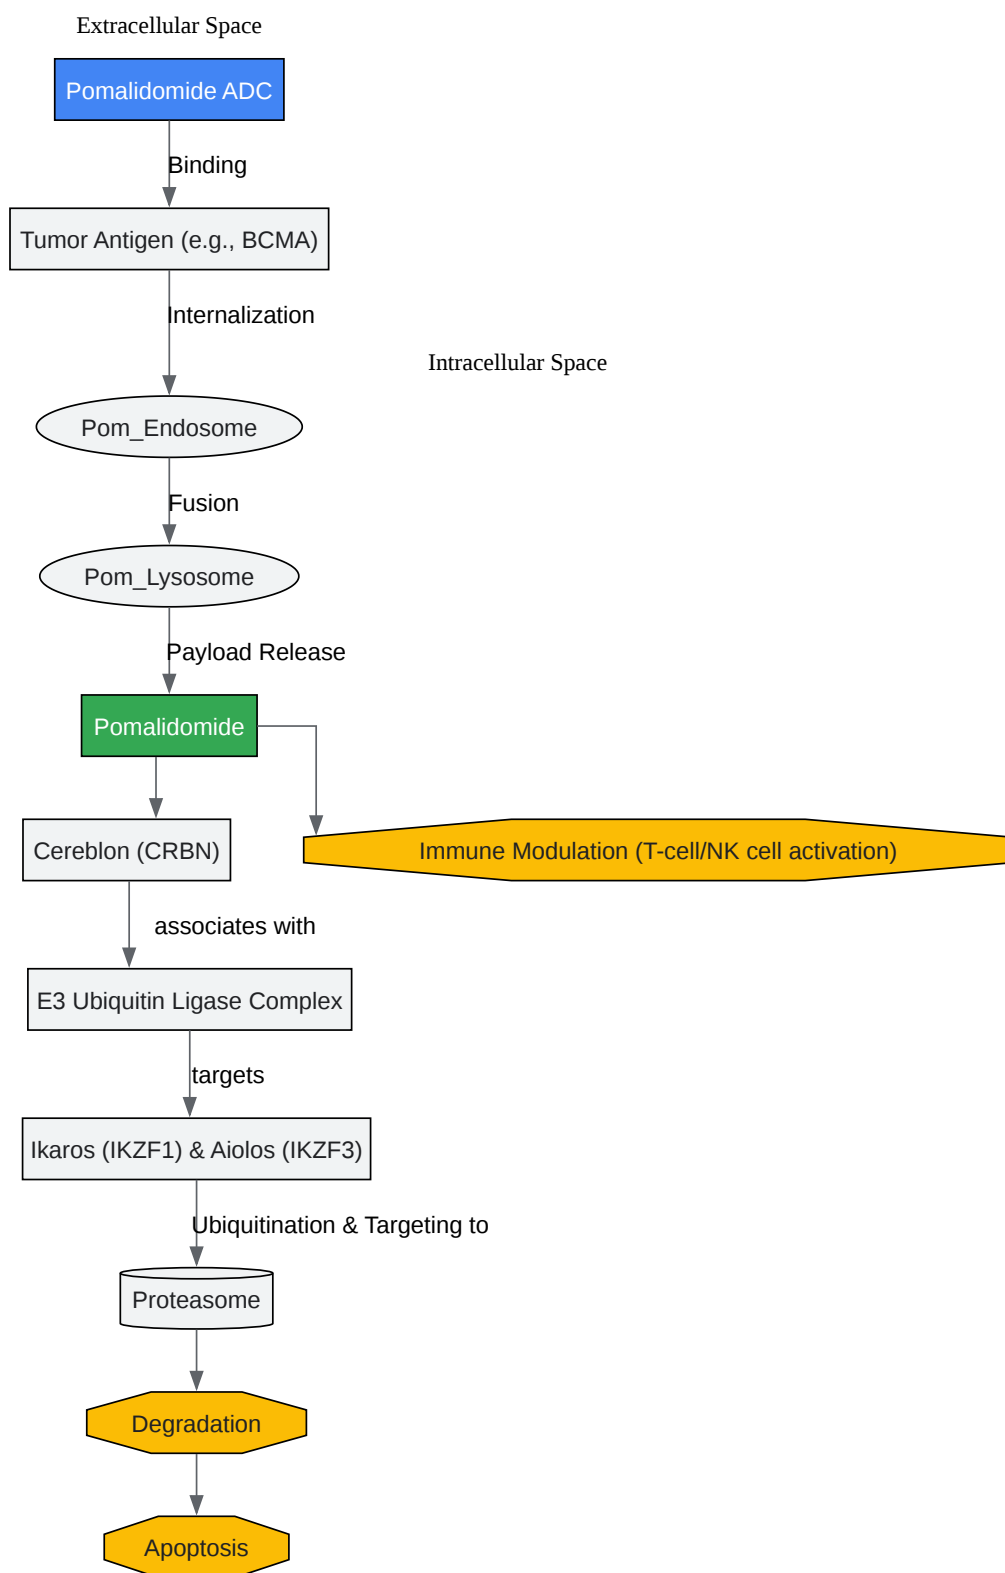 Extracellular Space
Pomalidomide ADC
Binding
Tumor Antigen (e.g., BCMA)
Internalization
Intracellular Space
Pom_Endosome
Fusion
Pom_Lysosome
Payload Release
Pomalidomide
Cereblon (CRBN)
Immune Modulation (T-cell/NK cell activation)
associates with
E3 Ubiquitin Ligase Complex
targets
Ikaros (IKZF1) & Aiolos (IKZF3)
Ubiquitination & Targeting to
Proteasome
Degradation
Apoptosis